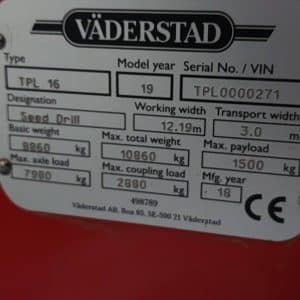 VÄDERSTAD
Type Model year Serial No. / VIN
TPL 16 19 TPL0000271
Designation Working width Transport width
Seed Drill 12.19m 3.0 m
Basic weight Max. total weight Max. payload
8860 kg 10860 kg 1500 kg
Max. axle load Max. coupling load Mfg. year
7980 kg 2880 kg 18 CE
498789
Väderstad AB, Box 85, SE-590 21 Väderstad